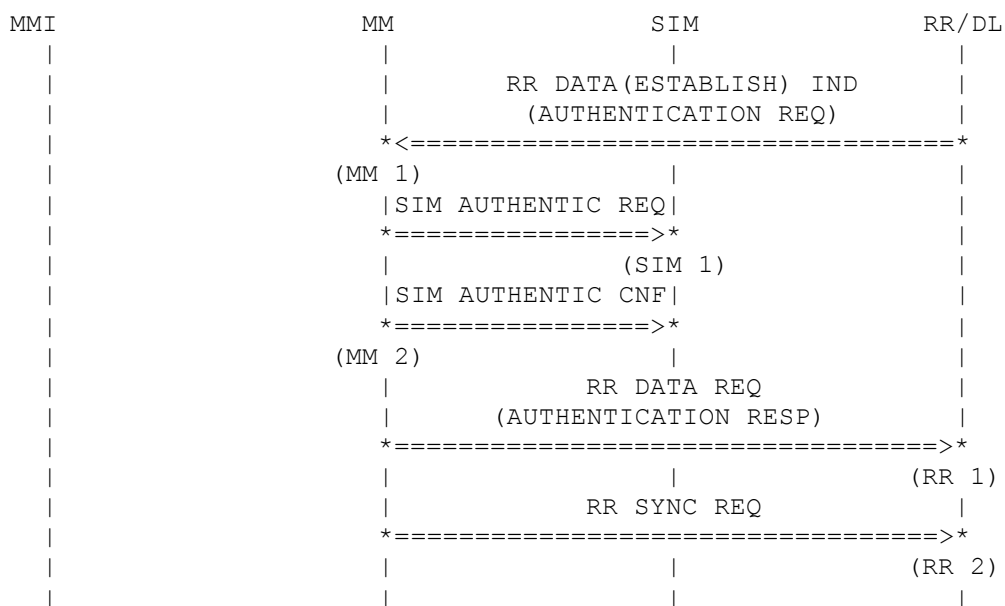 MMI                 MM                SIM               RR/DL
  |                    |                 |                 |
  |                    |       RR DATA(ESTABLISH) IND      |
  |                    |        (AUTHENTICATION REQ)       |
  |                    *<==================================*
  |                 (MM 1)               |                 |
  |                    |SIM AUTHENTIC REQ|                 |
  |                    *================>*                 |
  |                    |              (SIM 1)              |
  |                    |SIM AUTHENTIC CNF|                 |
  |                    *================>*                 |
  |                 (MM 2)               |                 |
  |                    |            RR DATA REQ            |
  |                    |      (AUTHENTICATION RESP)        |
  |                    *==================================>*
  |                    |                 |              (RR 1)
  |                    |            RR SYNC REQ            |
  |                    *==================================>*
  |                    |                 |              (RR 2)
  |                    |                 |                 |